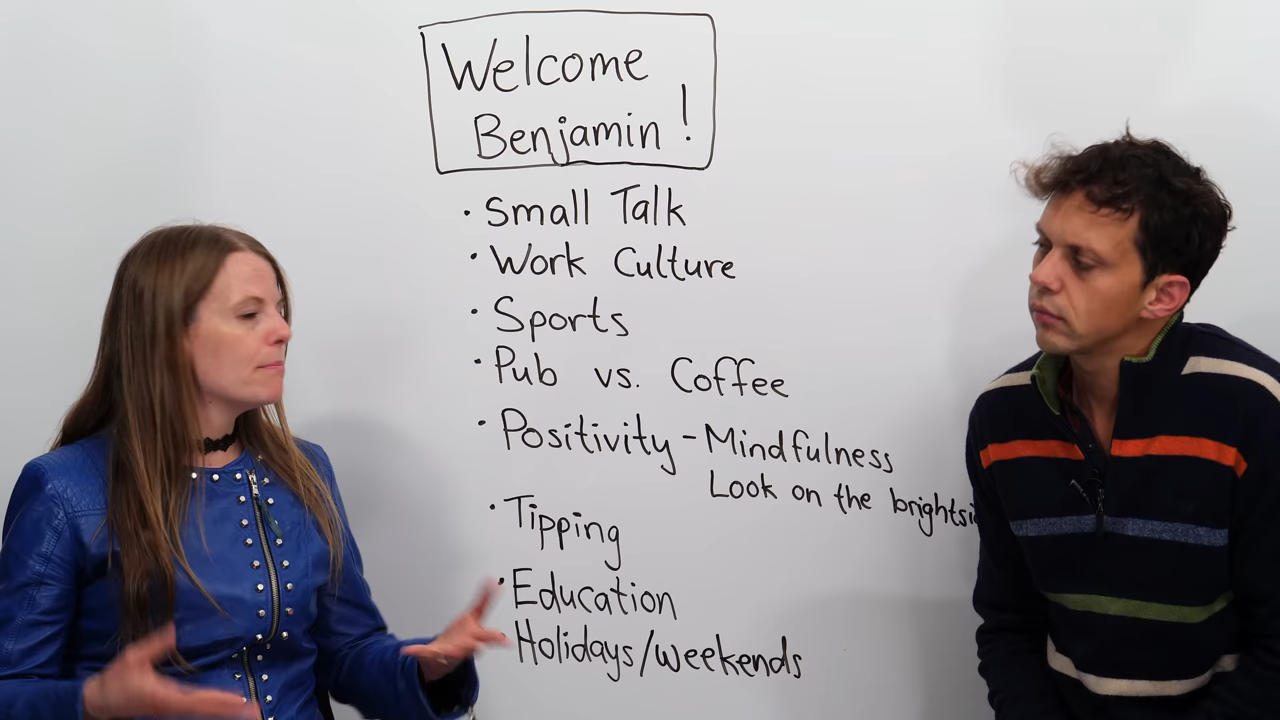 Welcome
Benjamin!
· Small Talk
· Work Culture
· Sports
· Pub vs. Coffee
· Positivity - Mindfulness
Look on the
· Tipping
· Education
Holidays/weekends